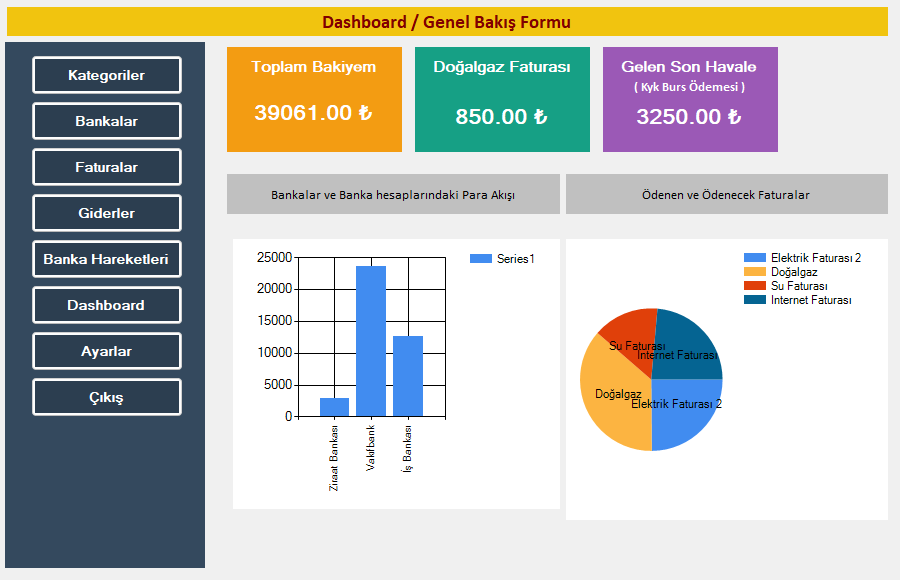 Dashboard / Genel Bakış Formu
Kategoriler
Bankalar
Faturalar
Giderler
Banka Hareketleri
Dashboard
Ayarlar
Çıkış
Toplam Bakiyem
39061.00 ₺
Doğalgaz Faturası
850.00 ₺
Gelen Son Havale
( Kyk Burs Ödemesi )
3250.00 ₺
Bankalar ve Banka hesaplarındaki Para Akışı
Ödenen ve Ödenecek Faturalar
25000
20000
15000
10000
5000
0
Ziraat Bankası
Vakıfbank
İş Bankası
Series1
Elektrik Faturası 2
Doğalgaz
Su Faturası
Internet Faturası
Su Faturası
Internet Faturası
Doğalgaz
Elektrik Faturası 2